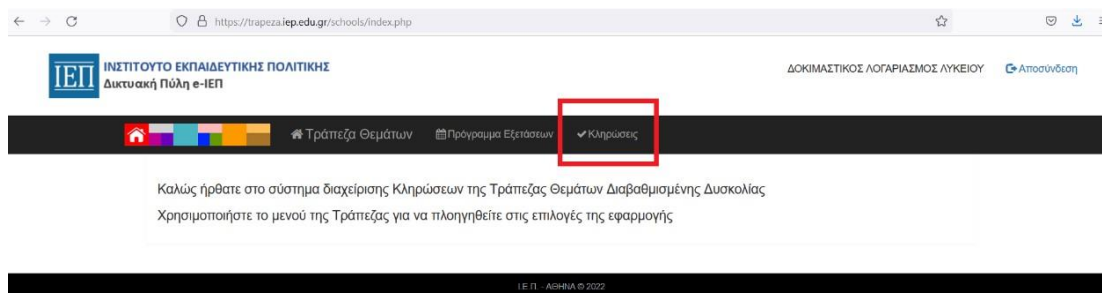 https://trapeza.iep.edu.gr/schools/index.php
ΙΕΠ
ΙΝΣΤΙΤΟΥΤΟ ΕΚΠΑΙΔΕΥΤΙΚΗΣ ΠΟΛΙΤΙΚΗΣ
Δικτυακή Πύλη e-ΙΕΠ
ΔΟΚΙΜΑΣΤΙΚΟΣ ΛΟΓΑΡΙΑΣΜΟΣ ΛΥΚΕΙΟΥ Αποσύνδεση
Τράπεζα Θεμάτων Πρόγραμμα Εξετάσεων Κληρώσεις
Καλώς ήρθατε στο σύστημα διαχείρισης Κληρώσεων της Τράπεζας Θεμάτων Διαβαθμισμένης Δυσκολίας
Χρησιμοποιήστε το μενού της Τράπεζας για να πλοηγηθείτε στις επιλογές της εφαρμογής
Ι.Ε.Π. - ΑΘΗΝΑ © 2022